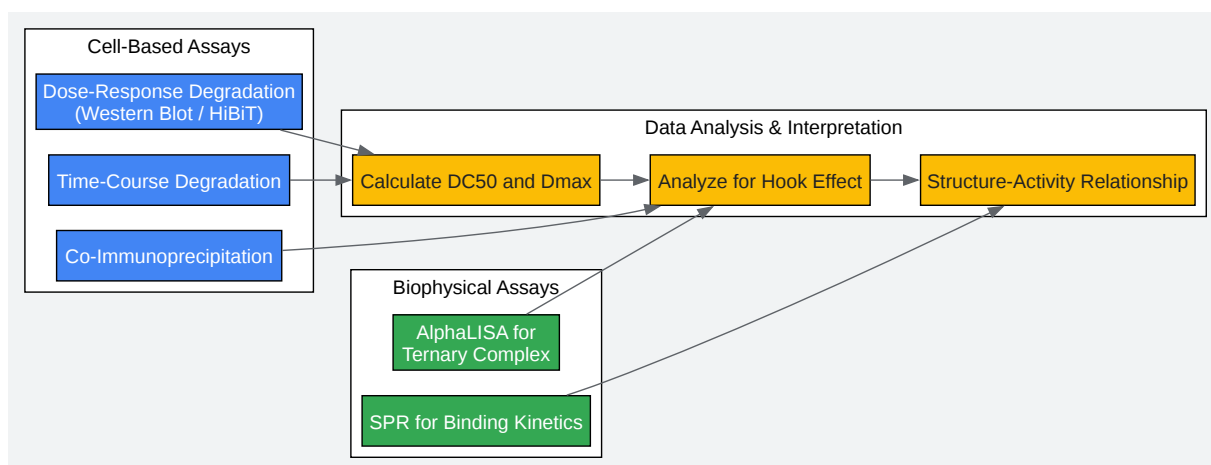 Cell-Based Assays
Dose-Response Degradation
(Western Blot / HiBiT)
Time-Course Degradation
Co-Immunoprecipitation
Data Analysis & Interpretation
Calculate DC50 and Dmax
Analyze for Hook Effect
Structure-Activity Relationship
Biophysical Assays
AlphaLISA for
Ternary Complex
SPR for Binding Kinetics